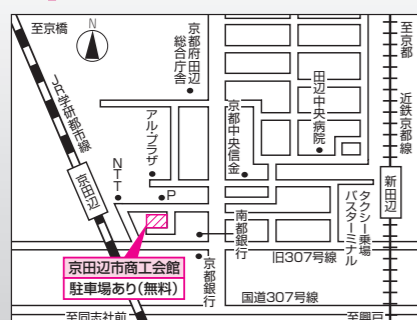 至京橋
N
京都府田辺
総合庁舎
至京都
近鉄京都線
JR学研都市線
アル・プラザ
京都中央信金
田辺中央病院
NTT
京田辺
P
新田辺
タクシー乗場
バスターミナル
南都銀行
旧307号線
京田辺市商工会館
駐車場あり(無料)
京都銀行
国道307号線
至同志社前
至興戸